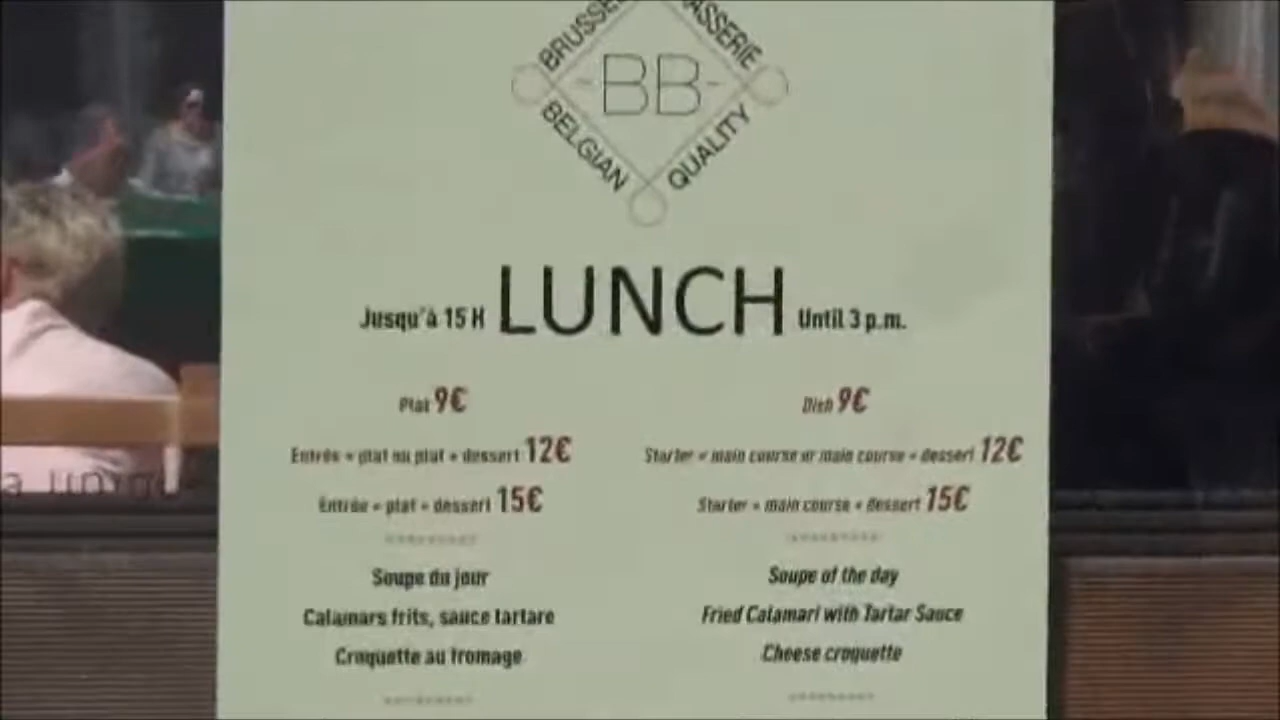 BRUSSE
ASSERIE
-BB-
BELGIAN
QUALITY
Jusqu'à 15 H LUNCH Until 3 p.m.
Plat 9€
Entrée + plat ou plat + dessert 12€
Entrée + plat + dessert 15€
Soupe du jour
Calamars frits, sauce tartare
Croquette au fromage
Dish 9€
Starter + main course or main course + dessert 12€
Starter + main course + dessert 15€
Soupe of the day
Fried Calamari with Tartar Sauce
Cheese croquette